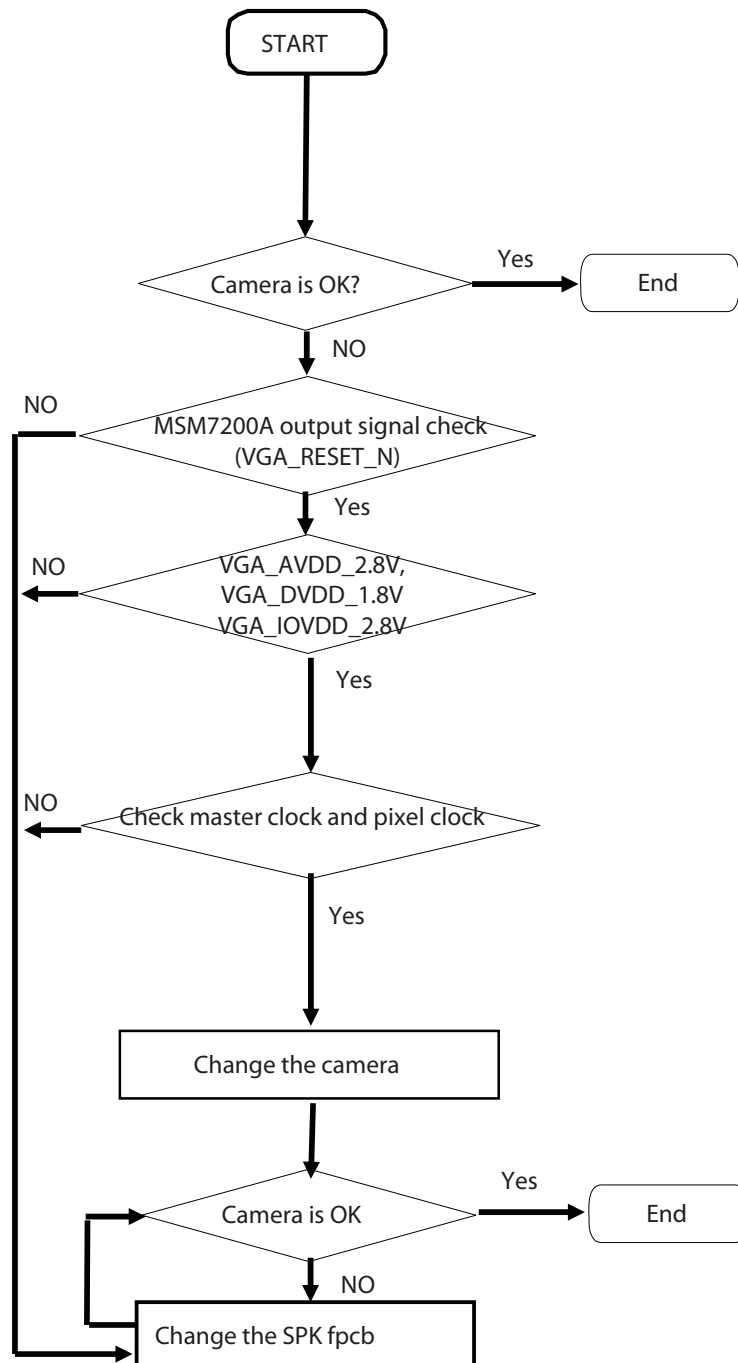 START
Camera is OK?
Yes
End
NO
NO
MSM7200A output signal check
(VGA_RESET_N)
Yes
NO
VGA_AVDD_2.8V,
VGA_DVDD_1.8V
VGA_IOVDD_2.8V
Yes
NO
Check master clock and pixel clock
Yes
Change the camera
Camera is OK
Yes
End
NO
Change the SPK fpcb